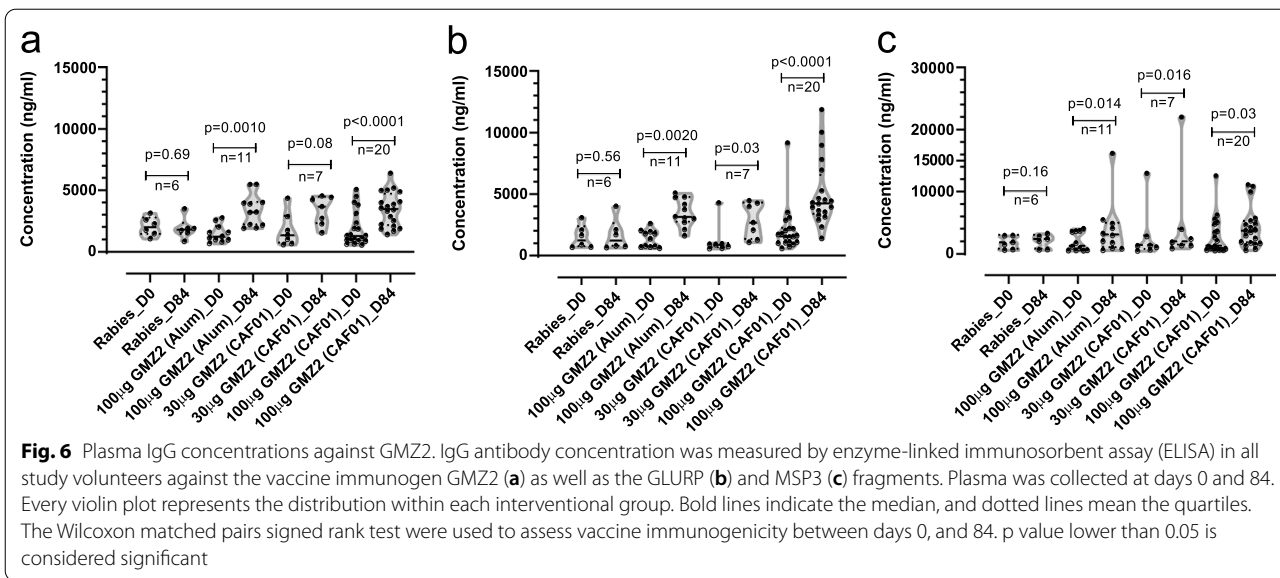 a
15000
10000
5000
0
Concentration (ng/ml)
p=0.69
n=6
p=0.0010
n=11
p=0.08
n=7
p<0.0001
n=20
Rabies_D0
Rabies_D84
100µg GMZ2 (Alum)_D0
100µg GMZ2 (Alum)_D84
30µg GMZ2 (CAF01)_D0
30µg GMZ2 (CAF01)_D84
100µg GMZ2 (CAF01)_D0
100µg GMZ2 (CAF01)_D84
b
15000
10000
5000
0
Concentration (ng/ml)
p=0.56
n=6
p=0.0020
n=11
p=0.03
n=7
p<0.0001
n=20
Rabies_D0
Rabies_D84
100µg GMZ2 (Alum)_D0
100µg GMZ2 (Alum)_D84
30µg GMZ2 (CAF01)_D0
30µg GMZ2 (CAF01)_D84
100µg GMZ2 (CAF01)_D0
100µg GMZ2 (CAF01)_D84
c
30000
20000
15000
10000
0
Concentration (ng/ml)
p=0.16
n=6
p=0.014
n=11
p=0.016
n=7
p=0.03
n=20
Rabies_D0
Rabies_D84
100µg GMZ2 (Alum)_D0
100µg GMZ2 (Alum)_D84
30µg GMZ2 (CAF01)_D0
30µg GMZ2 (CAF01)_D84
100µg GMZ2 (CAF01)_D0
100µg GMZ2 (CAF01)_D84
Fig. 6 Plasma IgG concentrations against GMZ2. IgG antibody concentration was measured by enzyme-linked immunosorbent assay (ELISA) in all
study volunteers against the vaccine immunogen GMZ2 (a) as well as the GLURP (b) and MSP3 (c) fragments. Plasma was collected at days 0 and 84.
Every violin plot represents the distribution within each interventional group. Bold lines indicate the median, and dotted lines mean the quartiles.
The Wilcoxon matched pairs signed rank test were used to assess vaccine immunogenicity between days 0, and 84. p value lower than 0.05 is
considered significant